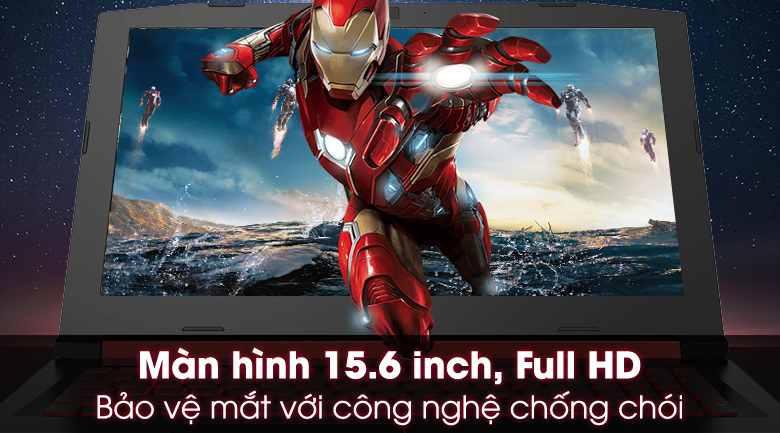 Màn hình 15.6 inch, Full HD
Bảo vệ mắt với công nghệ chống chói